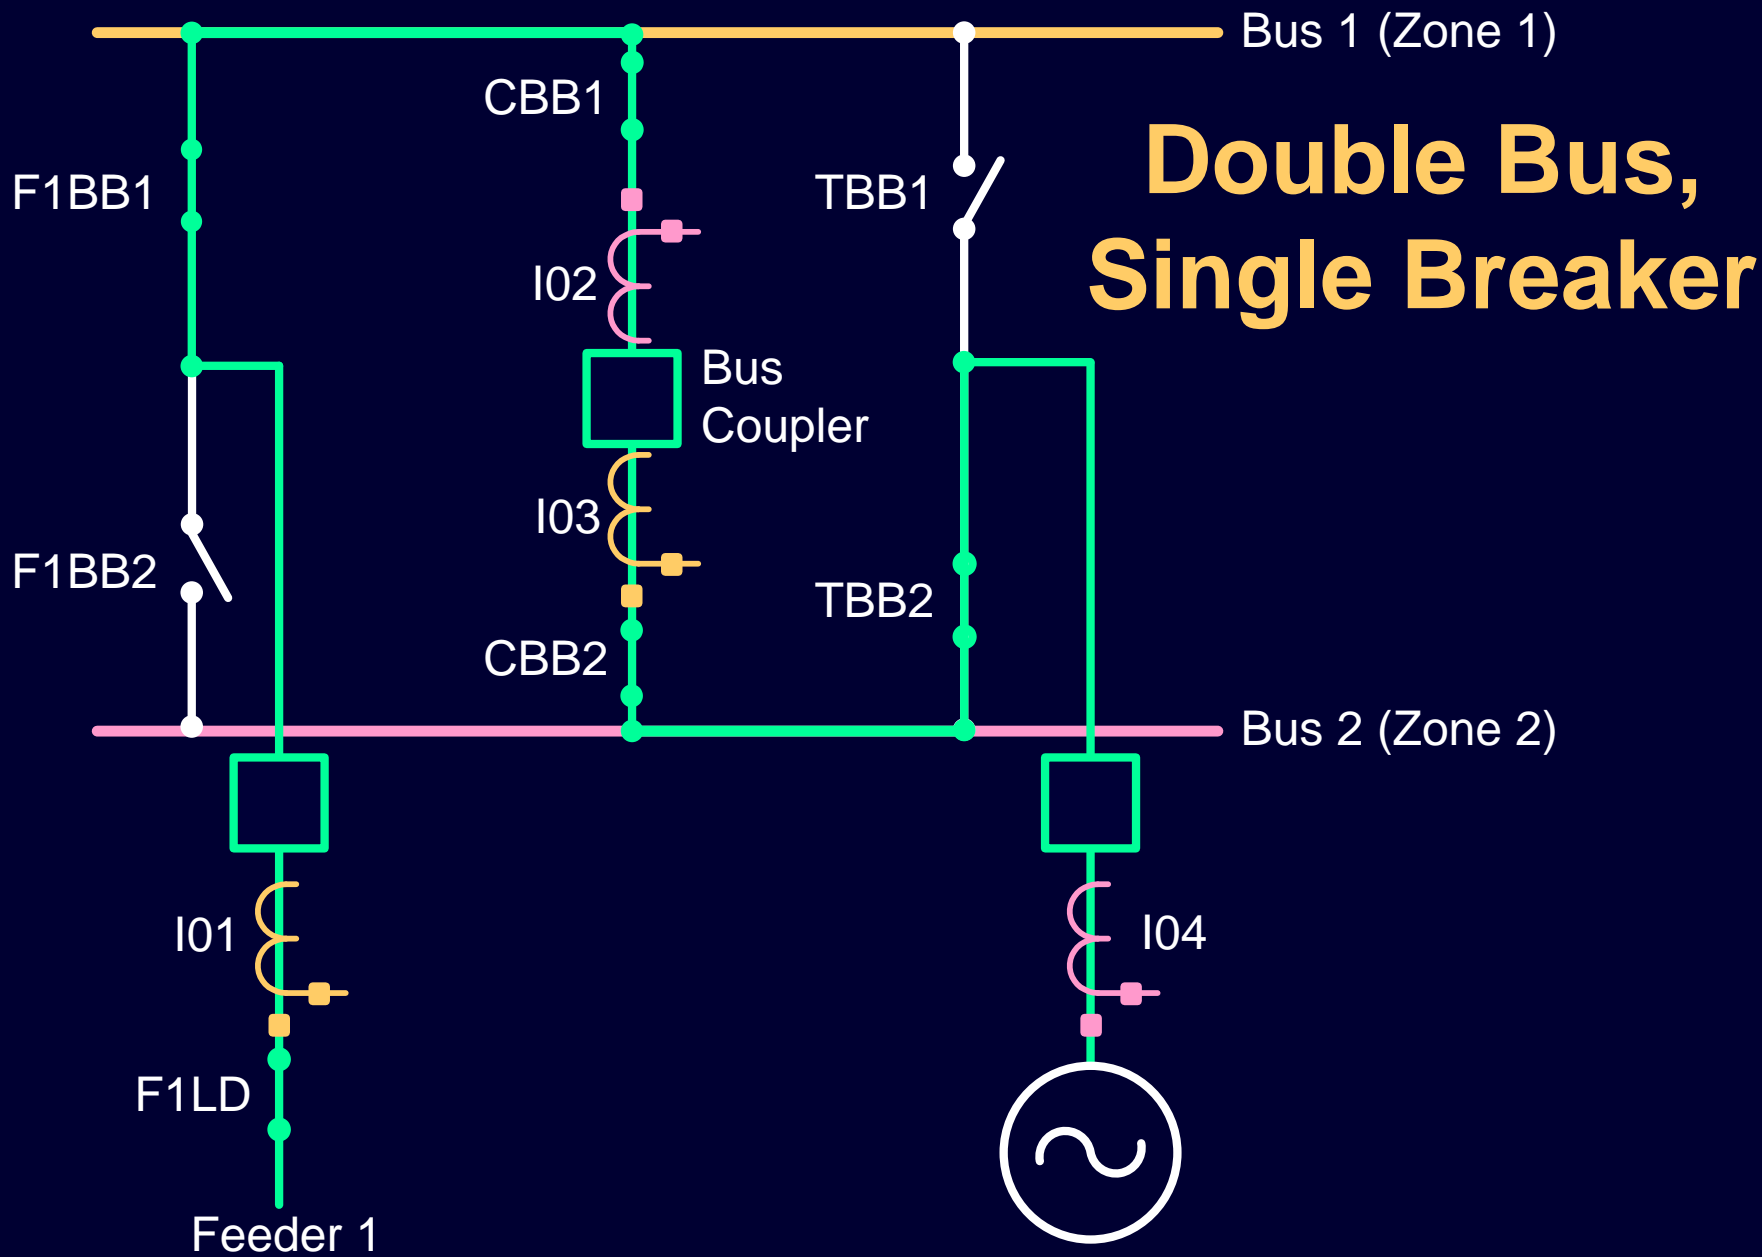 Bus 1 (Zone 1)
CBB1
Double Bus,
F1BB1
TBB1
Single Breaker
I02
Bus
Coupler
I03
F1BB2
TBB2
CBB2
Bus 2 (Zone 2)
I01
I04
F1LD
Feeder 1